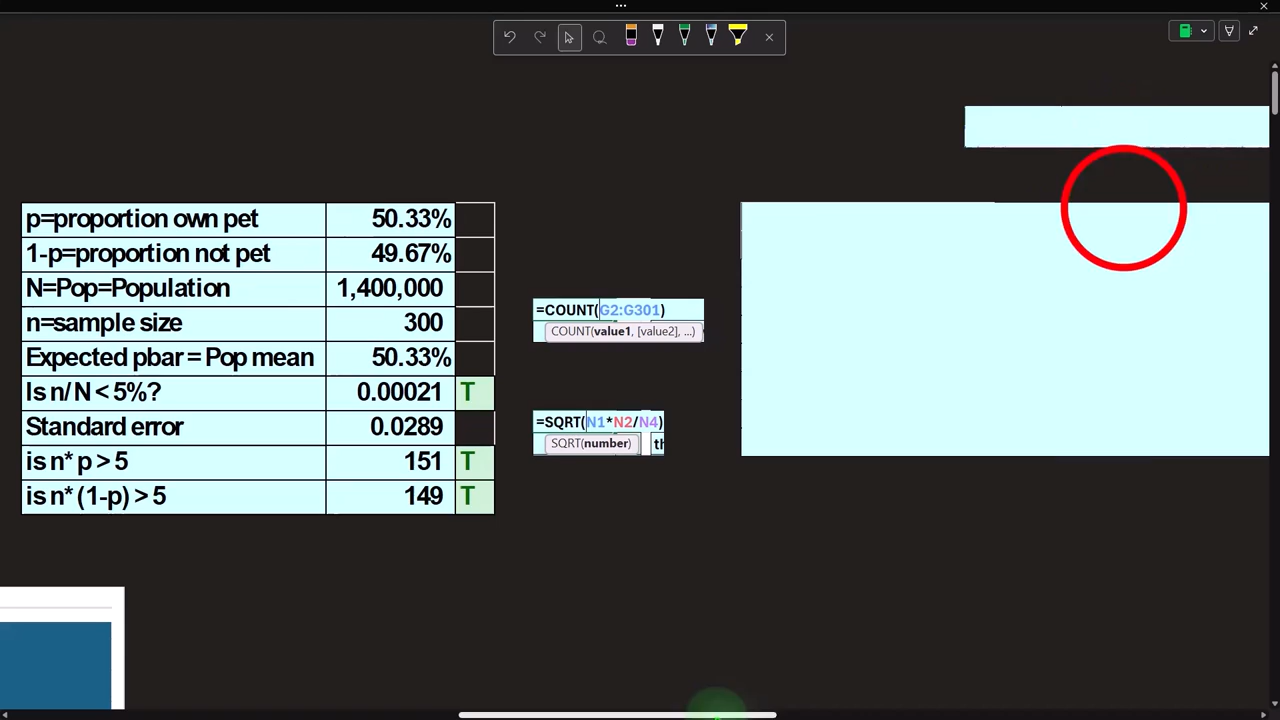 p=proportion own pet 50.33%
1-p=proportion not pet 49.67%
N=Pop=Population 1,400,000
n=sample size 300
Expected pbar = Pop mean 50.33%
Is n/ N < 5%? 0.00021 T
Standard error 0.0289
is n* p > 5 151 T
is n* (1-p) > 5 149 T
=COUNT(G2:G301)
COUNT(value1, [value2], ...)
=SQRT(N1*N2/N4)
SQRT(number)